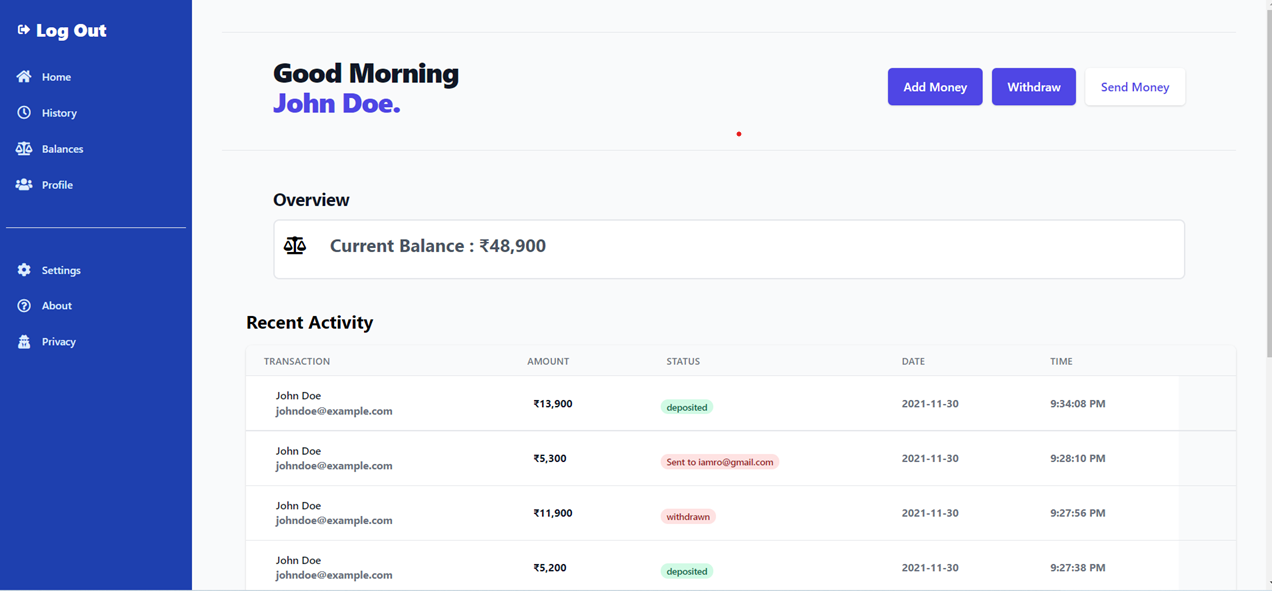 Log Out
Home
History
Balances
Profile
Settings
About
Privacy
Good Morning
John Doe.
Add Money Withdraw Send Money
Overview
Current Balance : ₹48,900
Recent Activity
TRANSACTION AMOUNT STATUS DATE TIME
John Doe
johndoe@example.com ₹13,900 deposited 2021-11-30 9:34:08 PM
John Doe
johndoe@example.com ₹5,300 Sent to iamro@gmail.com 2021-11-30 9:28:10 PM
John Doe
johndoe@example.com ₹11,900 withdrawn 2021-11-30 9:27:56 PM
John Doe
johndoe@example.com ₹5,200 deposited 2021-11-30 9:27:38 PM